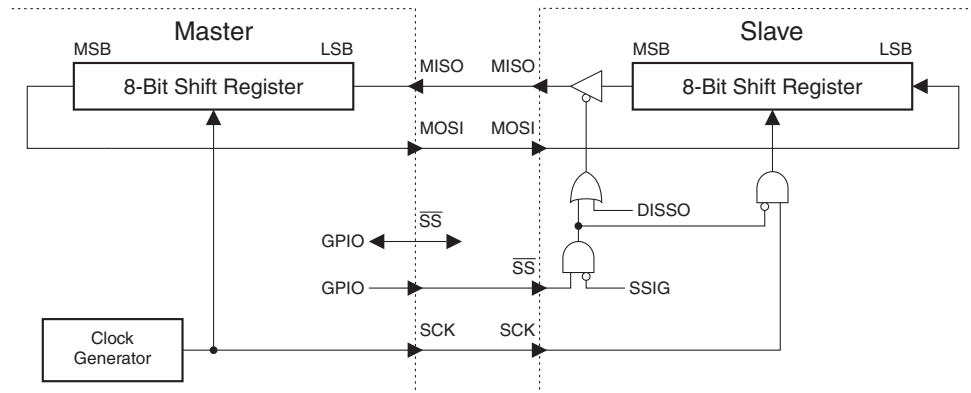 Master
Slave
MSB
LSB
MISO
MISO
MSB
LSB
8-Bit Shift Register
8-Bit Shift Register
MOSI
MOSI
DISSO
SS
GPIO
SS
GPIO
SSIG
SCK
SCK
Clock
Generator